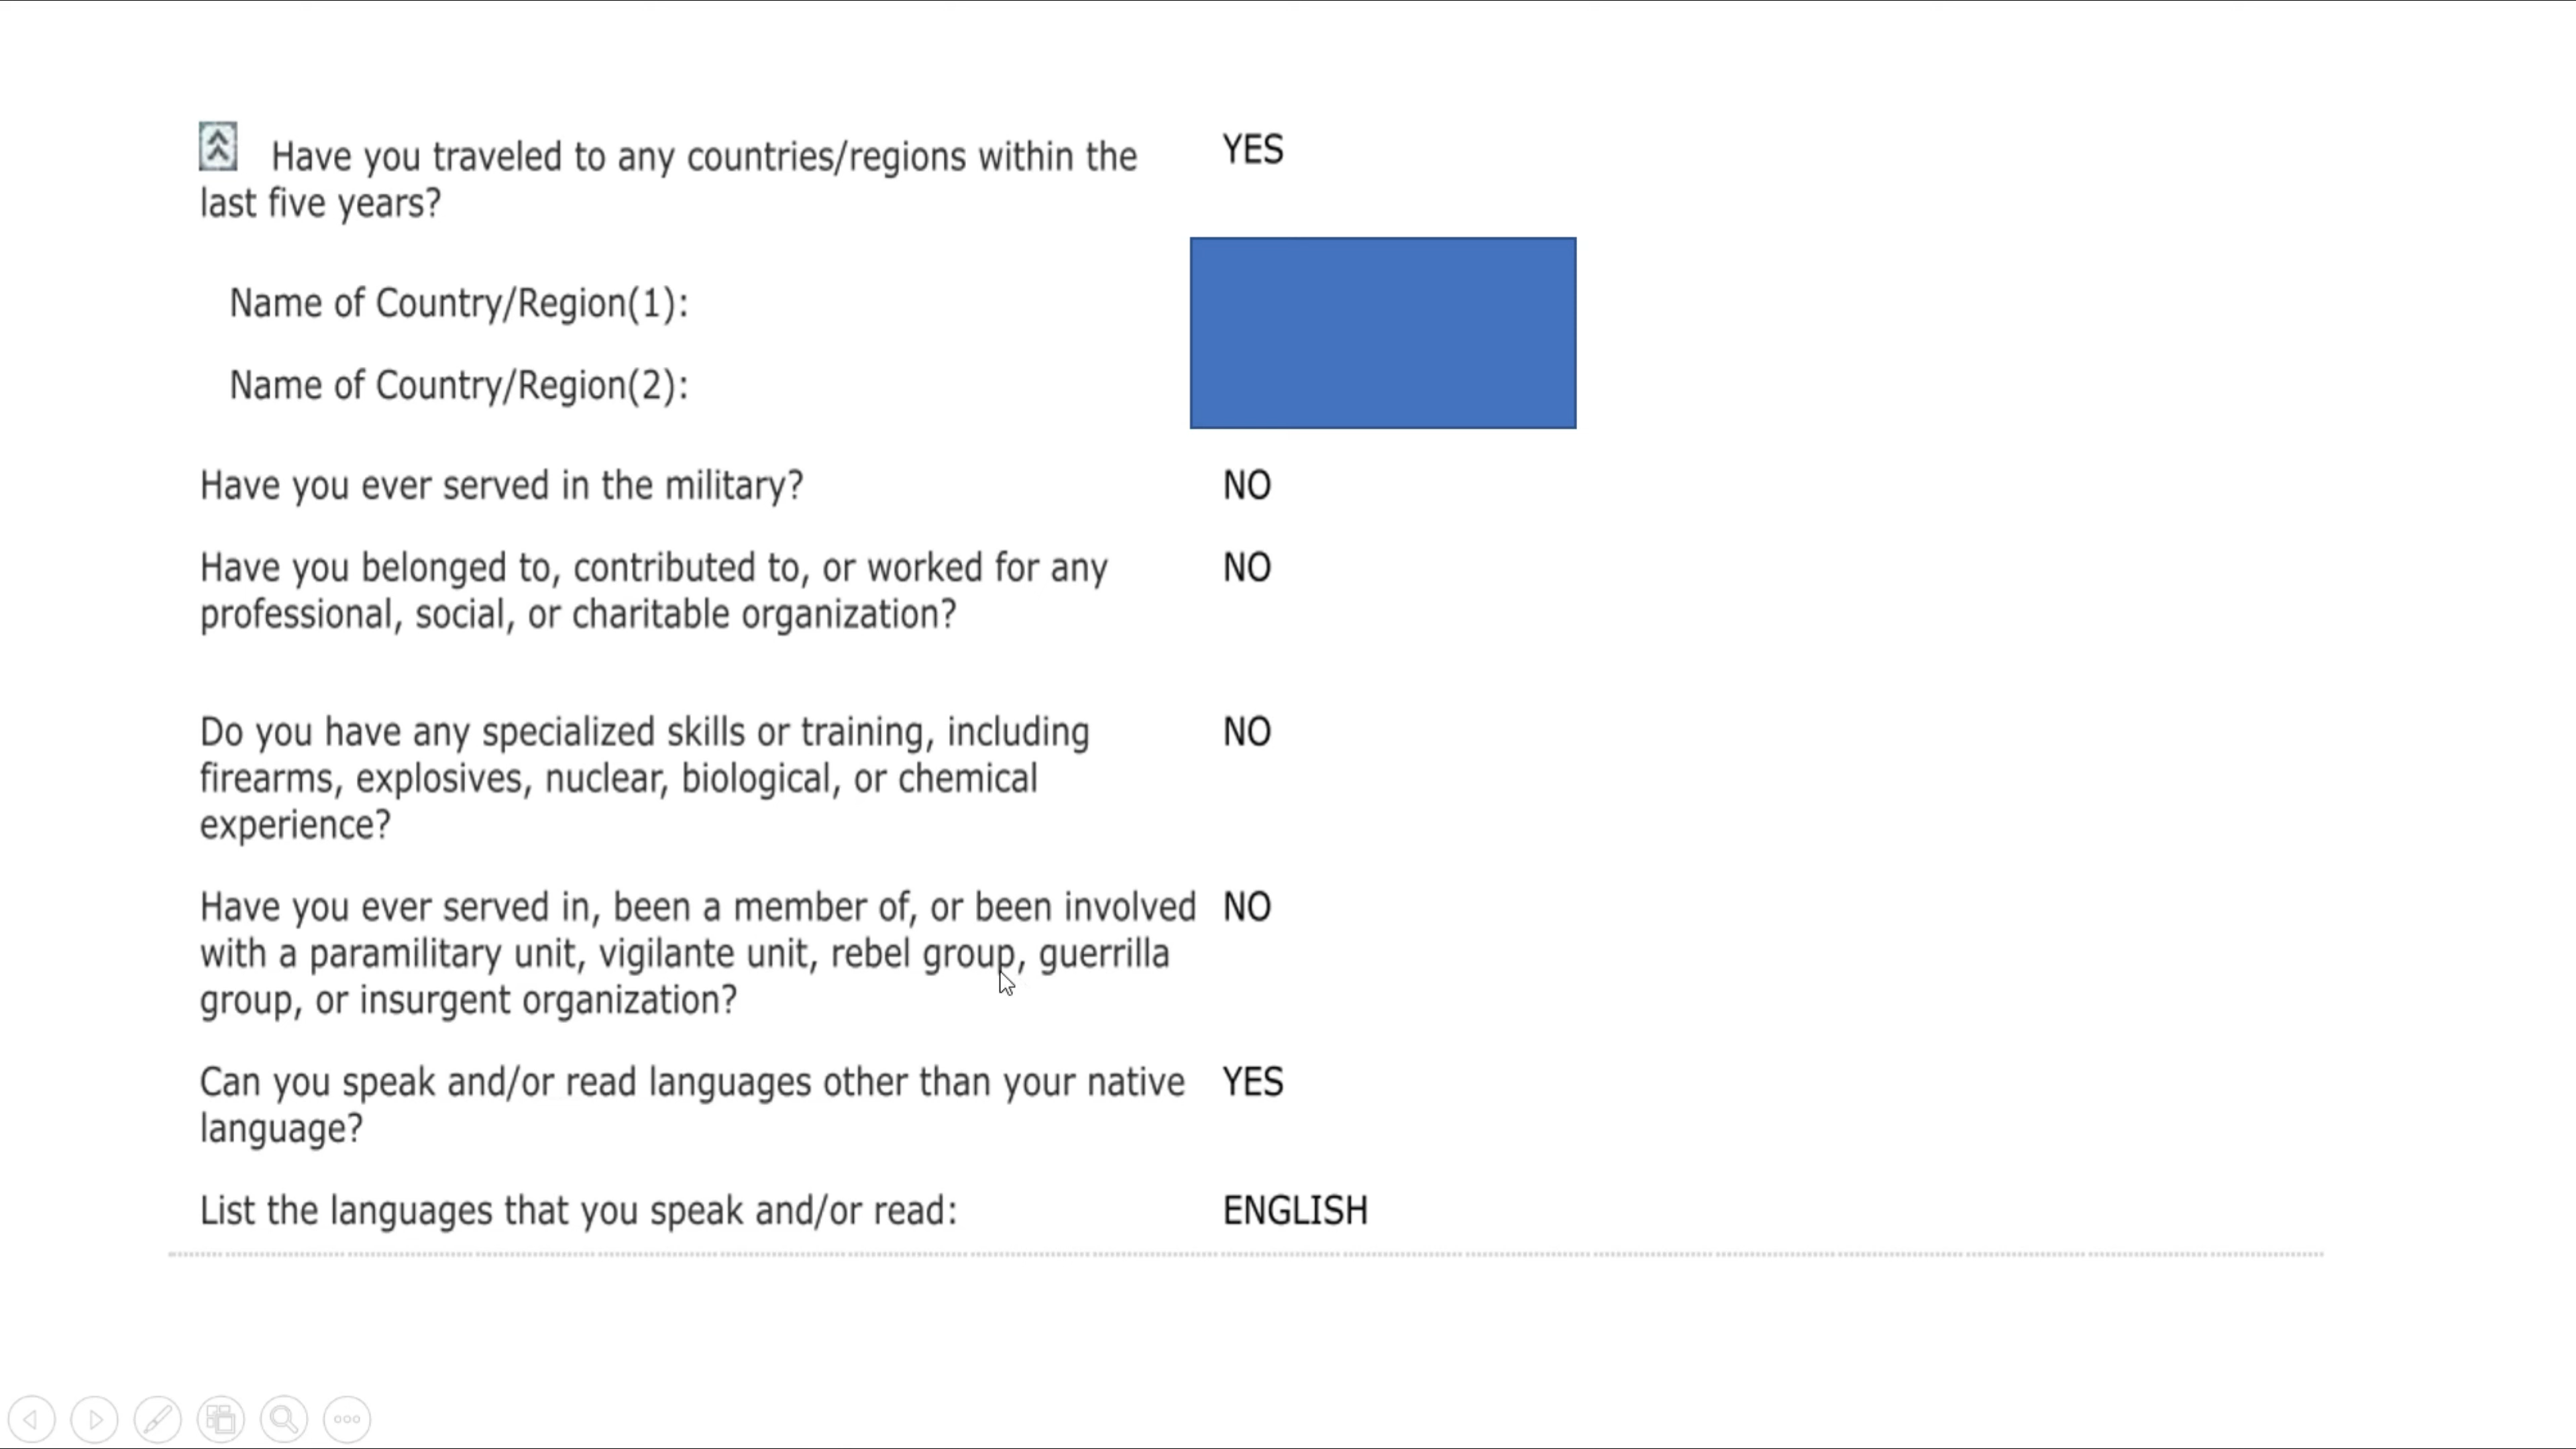 Have you traveled to any countries/regions within the YES
last five years?
Name of Country/Region(1):
Name of Country/Region(2):
Have you ever served in the military? NO
Have you belonged to, contributed to, or worked for any NO
professional, social, or charitable organization?
Do you have any specialized skills or training, including NO
firearms, explosives, nuclear, biological, or chemical
experience?
Have you ever served in, been a member of, or been involved NO
with a paramilitary unit, vigilante unit, rebel group, guerrilla
group, or insurgent organization?
Can you speak and/or read languages other than your native YES
language?
List the languages that you speak and/or read: ENGLISH